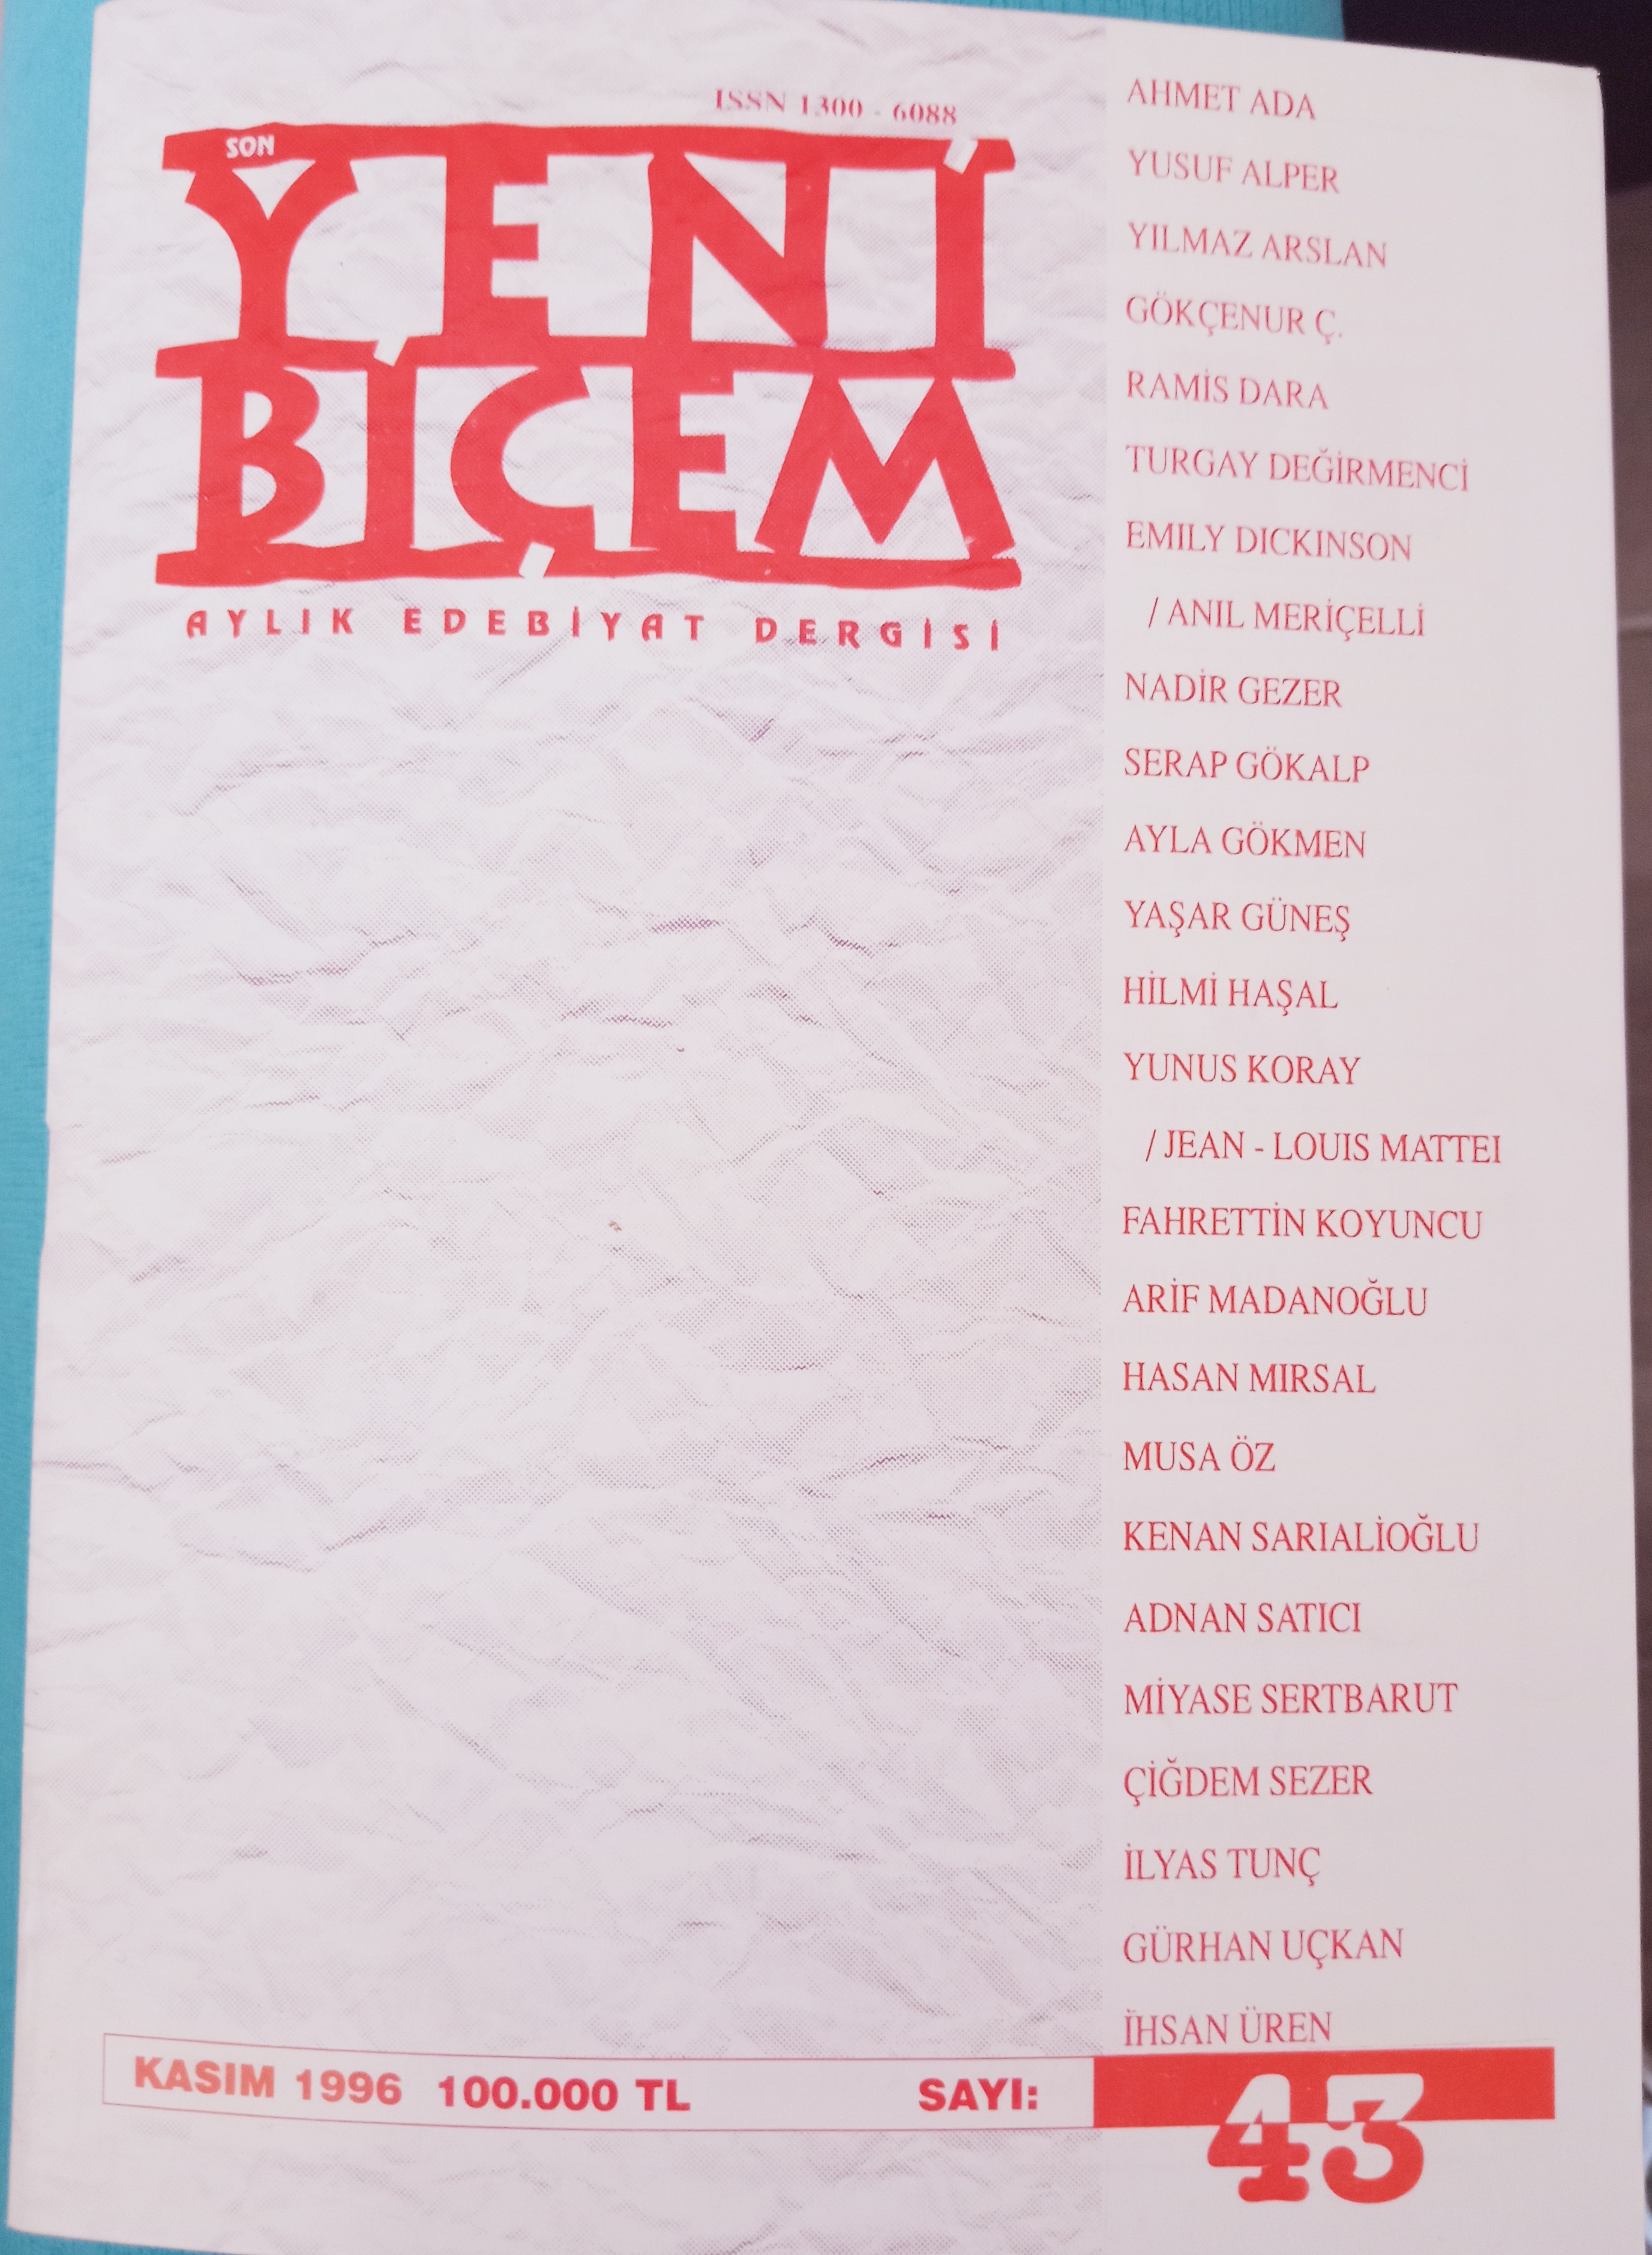 ISSN 1300 - 6088
SON
YENİ
BİÇEM
AYLIK EDEBİYAT DERGİSİ
AHMET ADA
YUSUF ALPER
YILMAZ ARSLAN
GÖKÇENUR Ç.
RAMİS DARA
TURGAY DEĞİRMENCİ
EMILY DICKINSON
/ ANIL MERİÇELLİ
NADİR GEZER
SERAP GÖKALP
AYLA GÖKMEN
YAŞAR GÜNEŞ
HİLMİ HAŞAL
YUNUS KORAY
/ JEAN - LOUIS MATTEI
FAHRETTİN KOYUNCU
ARİF MADANOĞLU
HASAN MIRSAL
MUSA ÖZ
KENAN SARIALİOĞLU
ADNAN SATICI
MİYASE SERTBARUT
ÇİĞDEM SEZER
İLYAS TUNÇ
GÜRHAN UÇKAN
İHSAN ÜREN
KASIM 1996 100.000 TL SAYI: 43